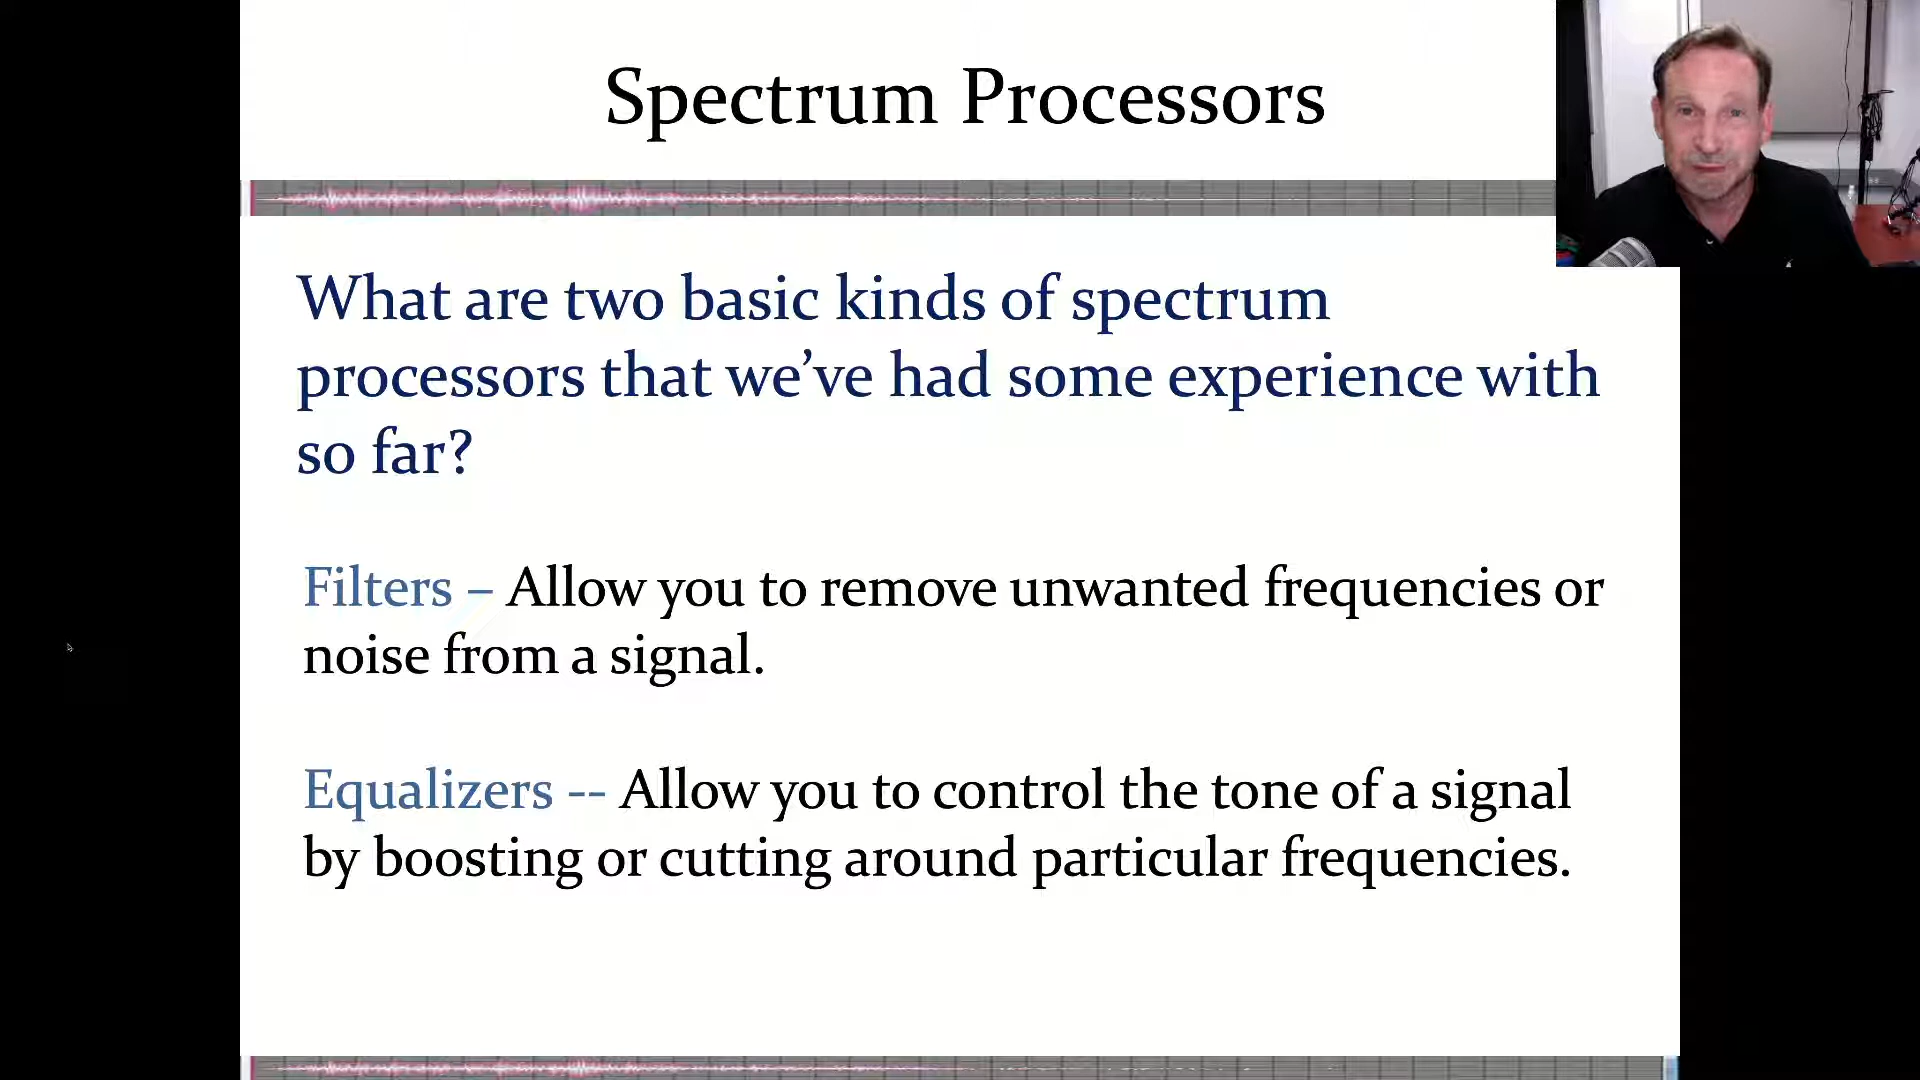 Spectrum Processors
What are two basic kinds of spectrum
processors that we’ve had some experience with
so far?
Filters – Allow you to remove unwanted frequencies or
noise from a signal.
Equalizers -- Allow you to control the tone of a signal
by boosting or cutting around particular frequencies.